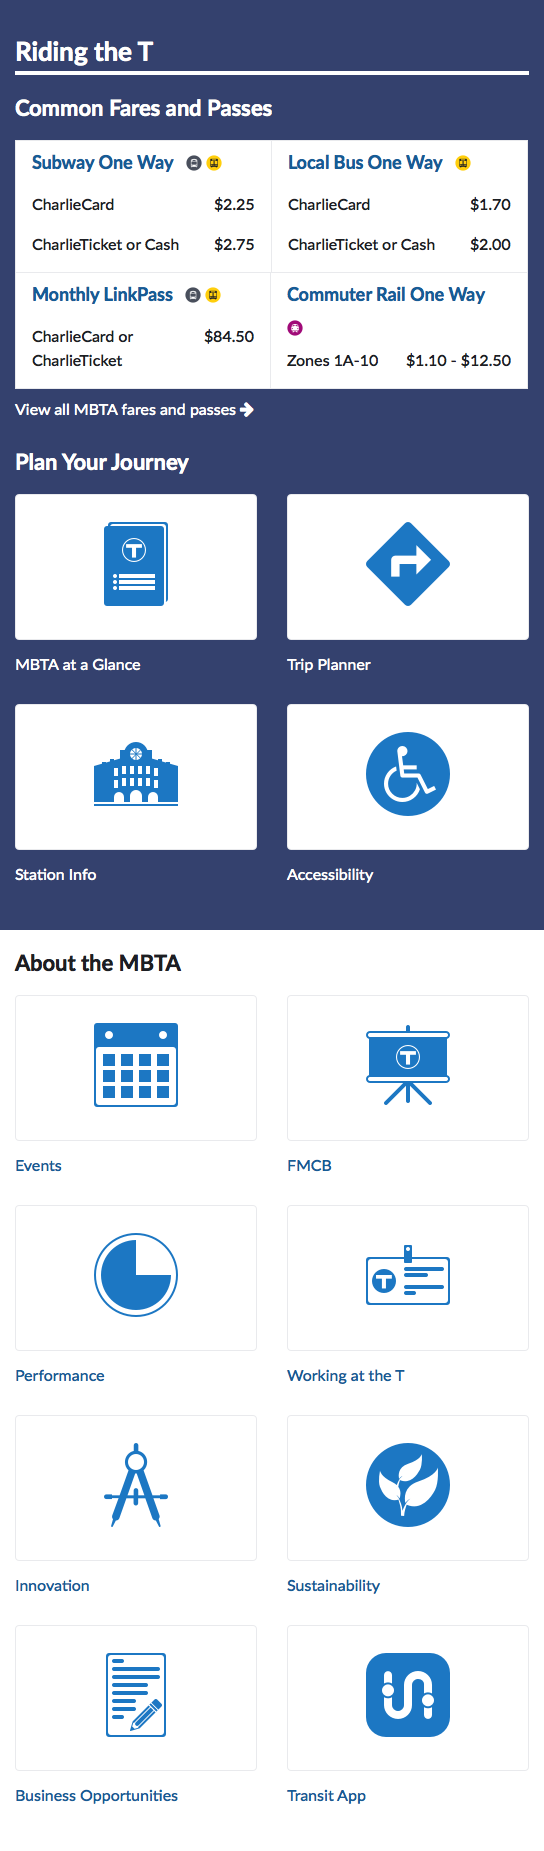 Riding the T
Common Fares and Passes
Subway One Way
CharlieCard $2.25
CharlieTicket or Cash $2.75
Local Bus One Way
CharlieCard $1.70
CharlieTicket or Cash $2.00
Monthly LinkPass
CharlieCard or $84.50
CharlieTicket
Commuter Rail One Way
Zones 1A-10 $1.10 - $12.50
View all MBTA fares and passes
Plan Your Journey
T
MBTA at a Glance
Trip Planner
Station Info
Accessibility
About the MBTA
Events
T
FMCB
Performance
T
Working at the T
Innovation
Sustainability
Business Opportunities
Transit App